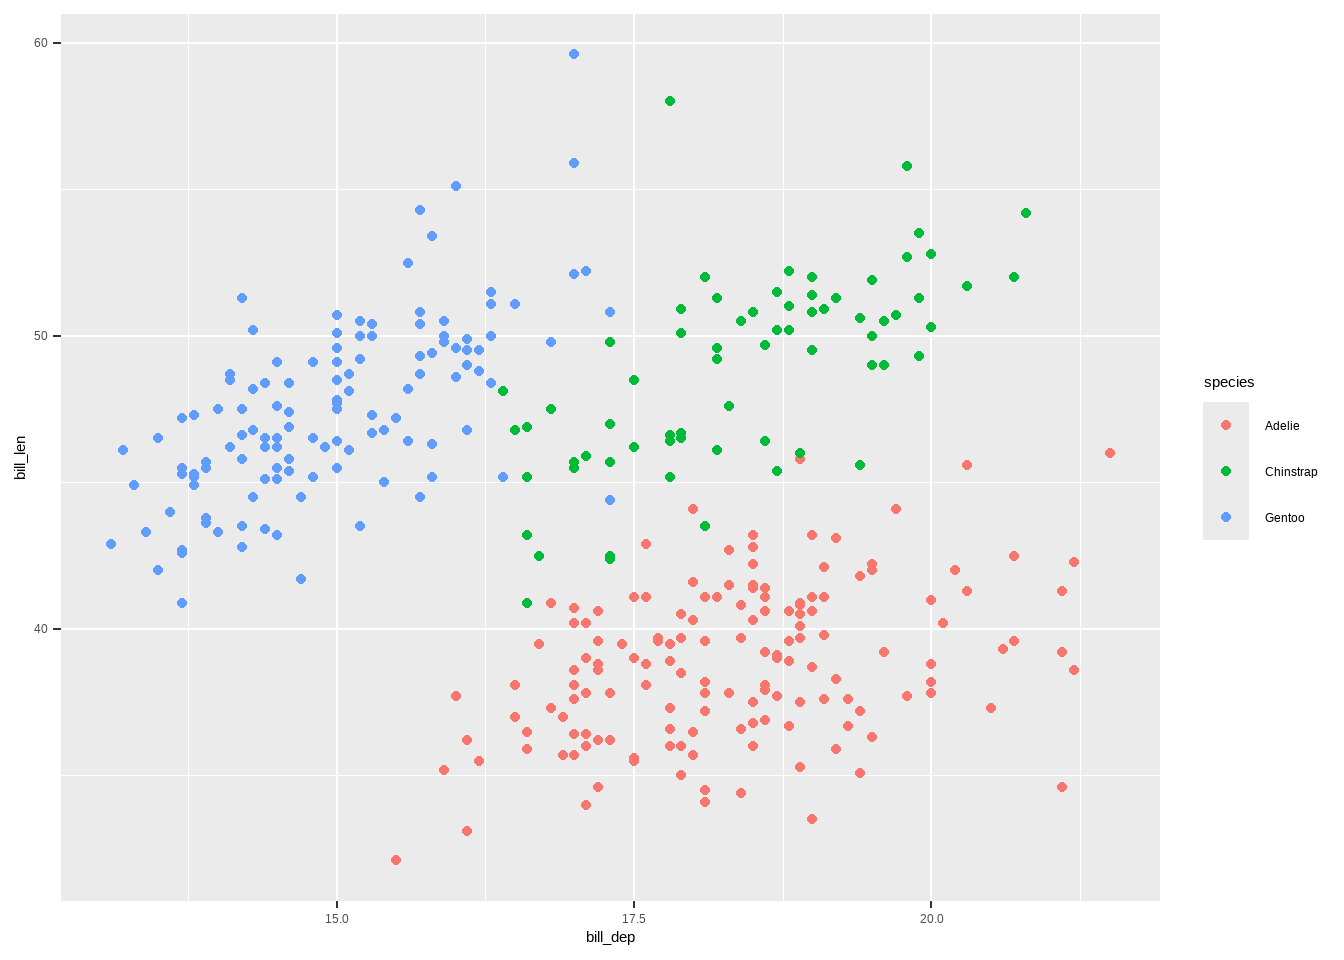 60
50
40
bill_len
15.0
17.5
20.0
bill_dep
species
Adelie
Chinstrap
Gentoo